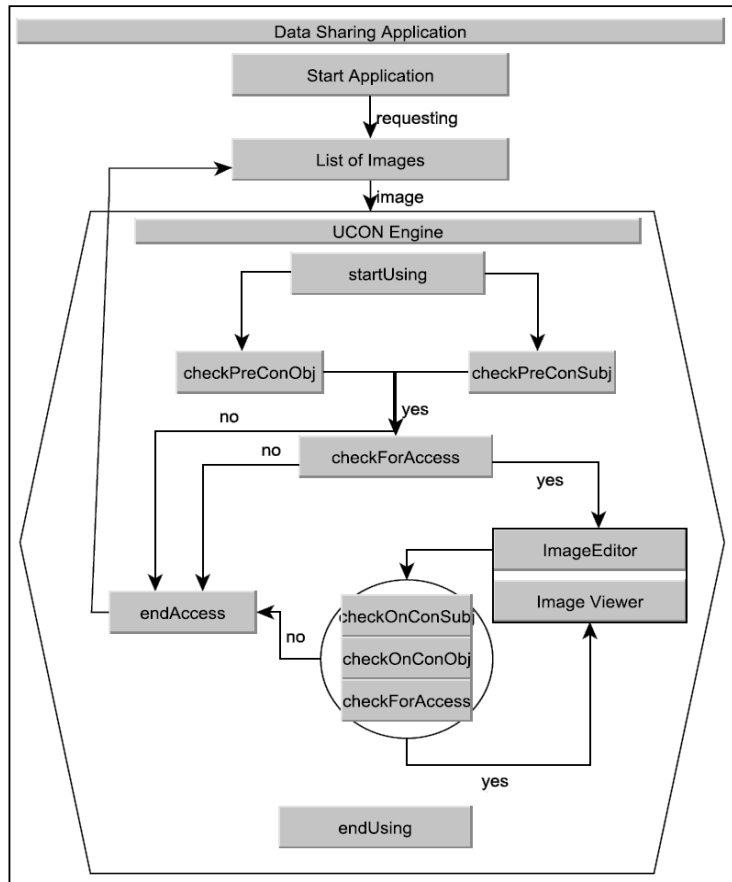 Data Sharing Application
Start Application
requesting
List of Images
image
UCON Engine
startUsing
checkPreConObj
checkPreConSubj
no
yes
checkForAccess
no
yes
ImageEditor
Image Viewer
endAccess
checkOnConSubj
no
checkOnConObj
checkForAccess
yes
endUsing